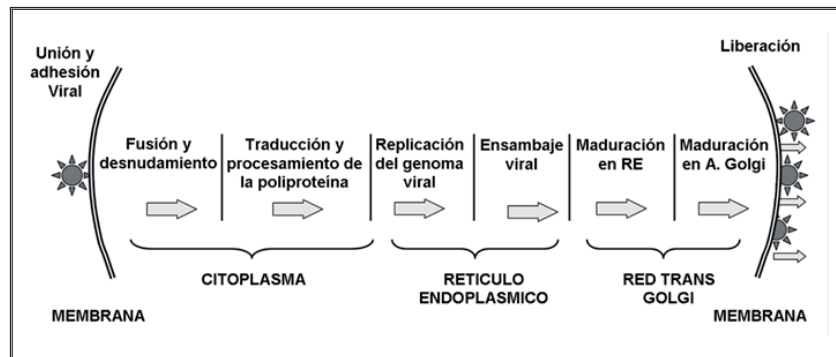 Unión y
adhesión
Viral
Liberación
Fusión y
desnudamiento
Traducción y
procesamiento de
la poliproteína
Replicación
del genoma
viral
Ensambaje
viral
Maduración
en RE
Maduración
en A. Golgi
CITOPLASMA
RETICULO
ENDOPLASMICO
RED TRANS
GOLGI
MEMBRANA
MEMBRANA